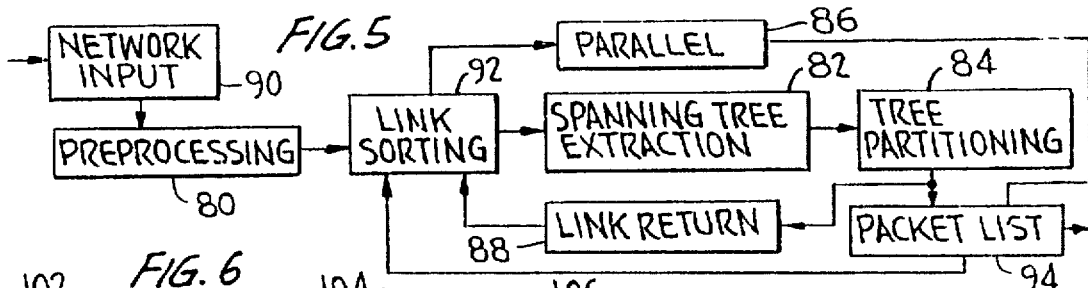 FIG.5
NETWORK
INPUT
90
PREPROCESSING
80
92
LINK
SORTING
PARALLEL
86
SPANNING TREE
EXTRACTION
82
TREE
PARTITIONING
84
LINK RETURN
88
PACKET LIST
94
FIG.6